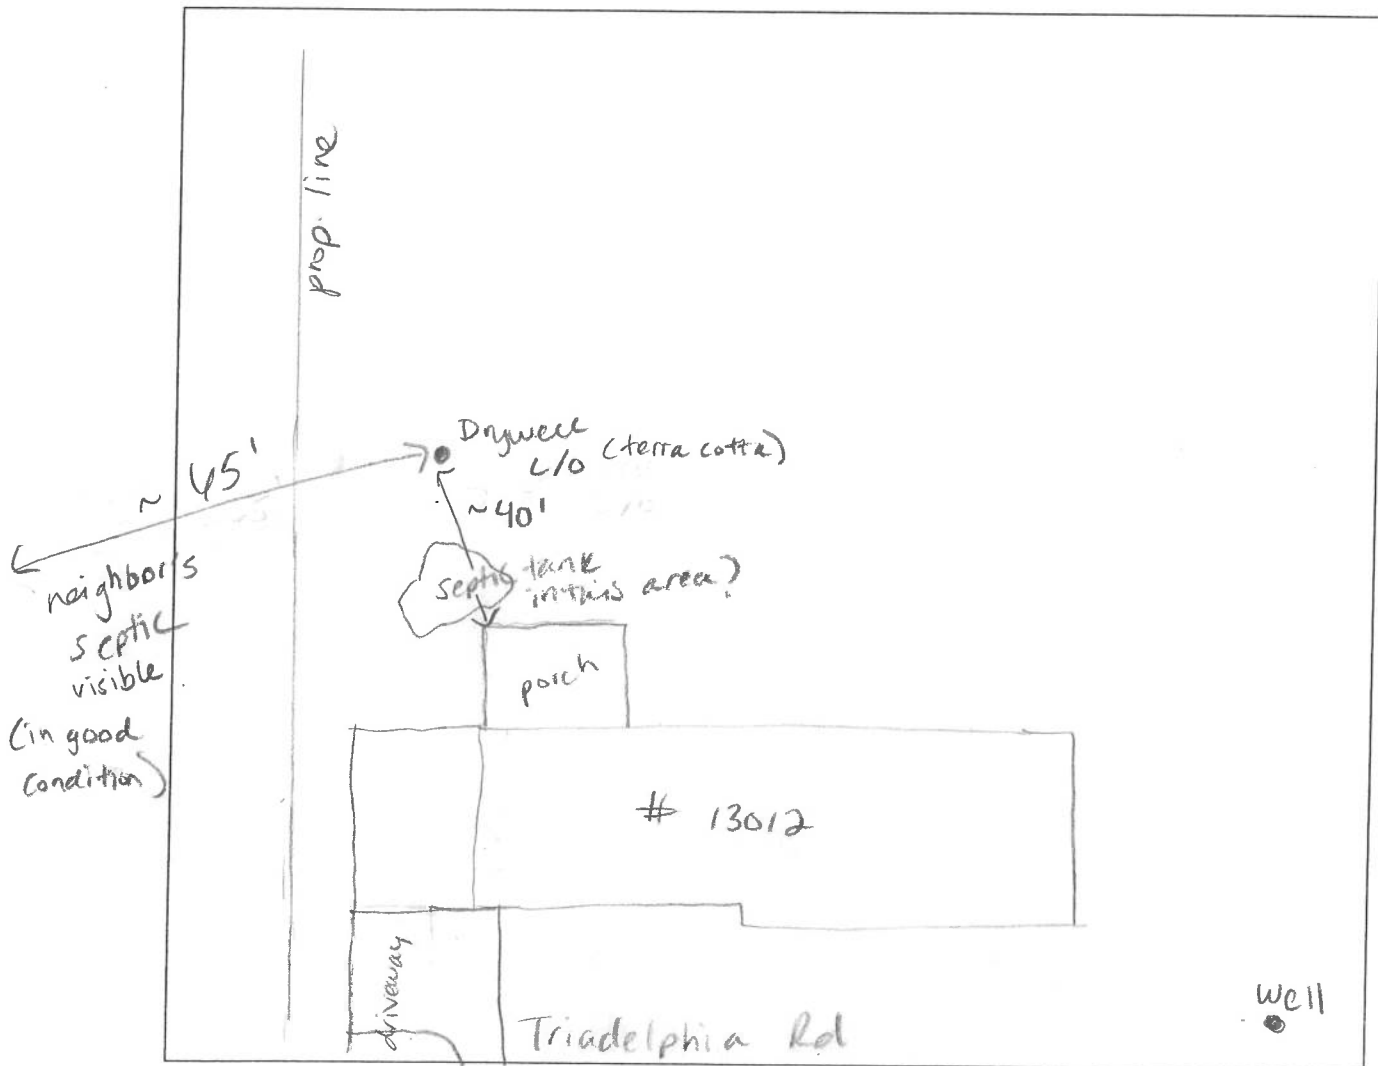 prop. line
Drywell
c/o (terra cotta)
~ 65'
~40'
neighbor's
septic
visible
(in good
condition)
septic tank
in this area?
porch
# 13012
driveway
Triadelphia Rd
well